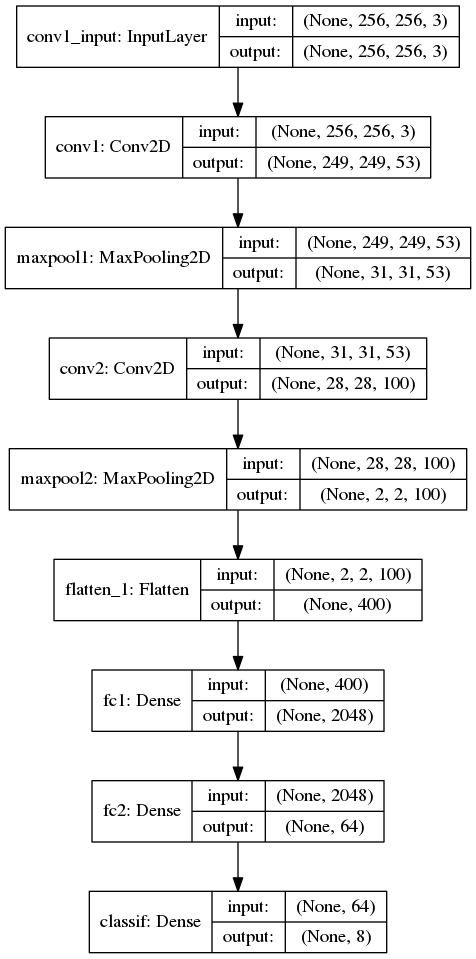 conv1_input: InputLayer
input: (None, 256, 256, 3)
output: (None, 256, 256, 3)
conv1: Conv2D
input: (None, 256, 256, 3)
output: (None, 249, 249, 53)
maxpool1: MaxPooling2D
input: (None, 249, 249, 53)
output: (None, 31, 31, 53)
conv2: Conv2D
input: (None, 31, 31, 53)
output: (None, 28, 28, 100)
maxpool2: MaxPooling2D
input: (None, 28, 28, 100)
output: (None, 2, 2, 100)
flatten_1: Flatten
input: (None, 2, 2, 100)
output: (None, 400)
fc1: Dense
input: (None, 400)
output: (None, 2048)
fc2: Dense
input: (None, 2048)
output: (None, 64)
classif: Dense
input: (None, 64)
output: (None, 8)